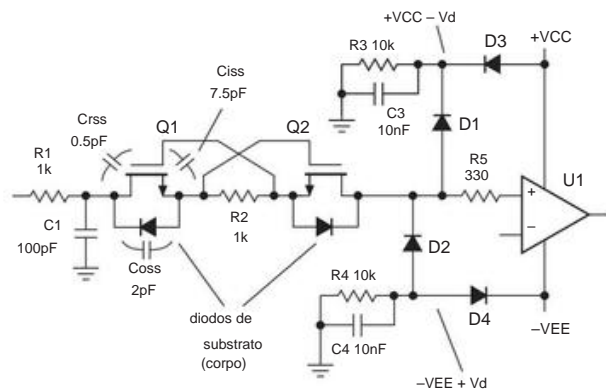 +VCC – Vd
R3 10k
D3
+VCC
Ciss
7.5pF
C3
10nF
Crss
0.5pF
Q1
Q2
D1
R1
1k
R5
330
U1
+
–
C1
100pF
R2
1k
D2
Coss
2pF
R4 10k
D4
–VEE
C4 10nF
diodos de
substrato
(corpo)
–VEE + Vd